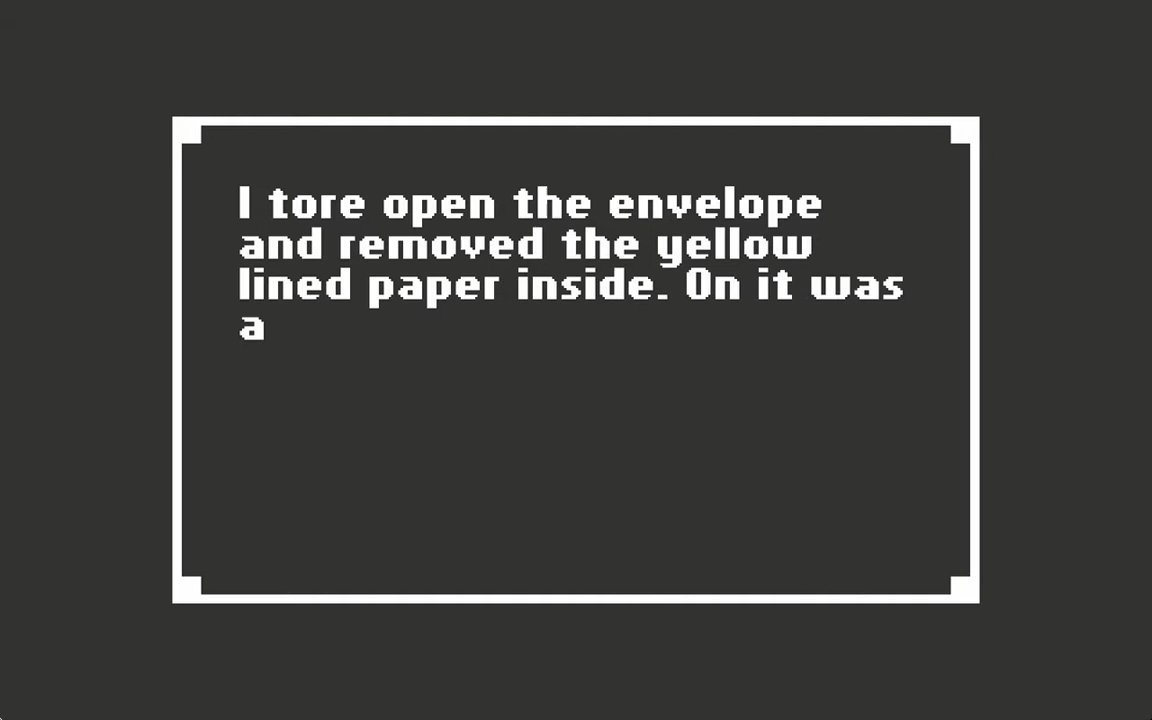 I tore open the envelope
and removed the yellow
lined paper inside. On it was
a